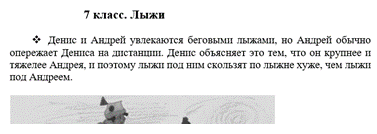 7 класс. Лыжи
❖ Денис и Андрей увлекаются беговыми лыжами, но Андрей обычно
опережает Дениса на дистанции. Денис объясняет это тем, что он крупнее и
тяжелее Андрея, и поэтому лыжи под ним скользят по лыжне хуже, чем лыжи
под Андреем.